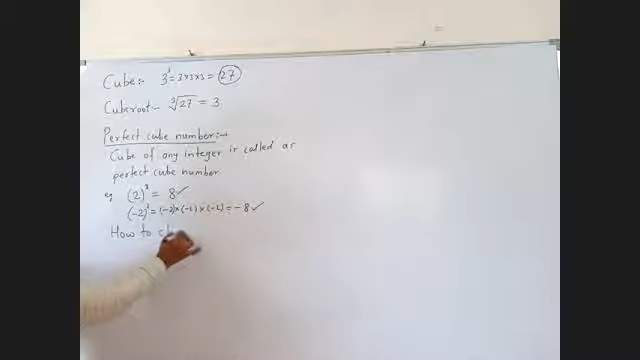 Cube:- 3³ = 3×3×3 = 27
Cuberoot:- ∛27 = 3
Perfect cube number:→
Cube of any integer is called as
perfect cube number
eg (2)³ = 8 ✓
(-2)³ = (-2)×(-2)×(-2) = -8 ✓
How to